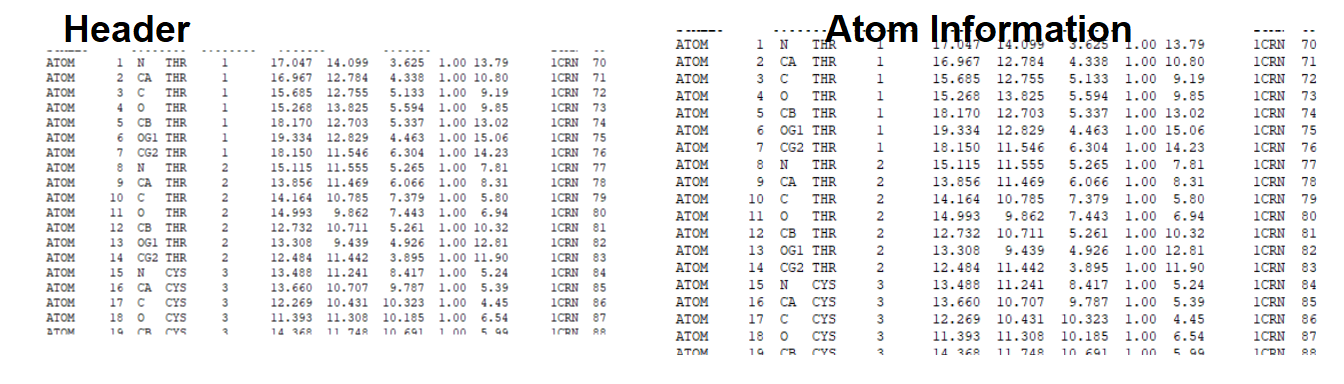 Header
ATOM 1 N THR 1 17.047 14.099 3.625 1.00 13.79 1CRN 70
ATOM 2 CA THR 1 16.967 12.784 4.338 1.00 10.80 1CRN 71
ATOM 3 C THR 1 15.685 12.755 5.133 1.00 9.19 1CRN 72
ATOM 4 O THR 1 15.268 13.825 5.594 1.00 9.85 1CRN 73
ATOM 5 CB THR 1 18.170 12.703 5.337 1.00 13.02 1CRN 74
ATOM 6 OG1 THR 1 19.334 12.829 4.463 1.00 15.06 1CRN 75
ATOM 7 CG2 THR 1 18.150 11.546 6.304 1.00 14.23 1CRN 76
ATOM 8 N THR 2 15.115 11.555 5.265 1.00 7.81 1CRN 77
ATOM 9 CA THR 2 13.856 11.469 6.066 1.00 8.31 1CRN 78
ATOM 10 C THR 2 14.164 10.785 7.379 1.00 5.80 1CRN 79
ATOM 11 O THR 2 14.993 9.862 7.443 1.00 6.94 1CRN 80
ATOM 12 CB THR 2 12.732 10.711 5.261 1.00 10.32 1CRN 81
ATOM 13 OG1 THR 2 13.308 9.439 4.926 1.00 12.81 1CRN 82
ATOM 14 CG2 THR 2 12.484 11.442 3.895 1.00 11.90 1CRN 83
ATOM 15 N CYS 3 13.488 11.241 8.417 1.00 5.24 1CRN 84
ATOM 16 CA CYS 3 13.660 10.707 9.787 1.00 5.39 1CRN 85
ATOM 17 C CYS 3 12.269 10.431 10.323 1.00 4.45 1CRN 86
ATOM 18 O CYS 3 11.393 11.308 10.185 1.00 6.54 1CRN 87
ATOM 19 CB CYS 3 14.368 11.748 10.691 1.00 5.99 1CRN 88
Atom Information
ATOM 1 N THR 1 17.047 14.099 3.625 1.00 13.79 1CRN 70
ATOM 2 CA THR 1 16.967 12.784 4.338 1.00 10.80 1CRN 71
ATOM 3 C THR 1 15.685 12.755 5.133 1.00 9.19 1CRN 72
ATOM 4 O THR 1 15.268 13.825 5.594 1.00 9.85 1CRN 73
ATOM 5 CB THR 1 18.170 12.703 5.337 1.00 13.02 1CRN 74
ATOM 6 OG1 THR 1 19.334 12.829 4.463 1.00 15.06 1CRN 75
ATOM 7 CG2 THR 1 18.150 11.546 6.304 1.00 14.23 1CRN 76
ATOM 8 N THR 2 15.115 11.555 5.265 1.00 7.81 1CRN 77
ATOM 9 CA THR 2 13.856 11.469 6.066 1.00 8.31 1CRN 78
ATOM 10 C THR 2 14.164 10.785 7.379 1.00 5.80 1CRN 79
ATOM 11 O THR 2 14.993 9.862 7.443 1.00 6.94 1CRN 80
ATOM 12 CB THR 2 12.732 10.711 5.261 1.00 10.32 1CRN 81
ATOM 13 OG1 THR 2 13.308 9.439 4.926 1.00 12.81 1CRN 82
ATOM 14 CG2 THR 2 12.484 11.442 3.895 1.00 11.90 1CRN 83
ATOM 15 N CYS 3 13.488 11.241 8.417 1.00 5.24 1CRN 84
ATOM 16 CA CYS 3 13.660 10.707 9.787 1.00 5.39 1CRN 85
ATOM 17 C CYS 3 12.269 10.431 10.323 1.00 4.45 1CRN 86
ATOM 18 O CYS 3 11.393 11.308 10.185 1.00 6.54 1CRN 87
ATOM 19 CB CYS 3 14.368 11.748 10.691 1.00 5.99 1CRN 88